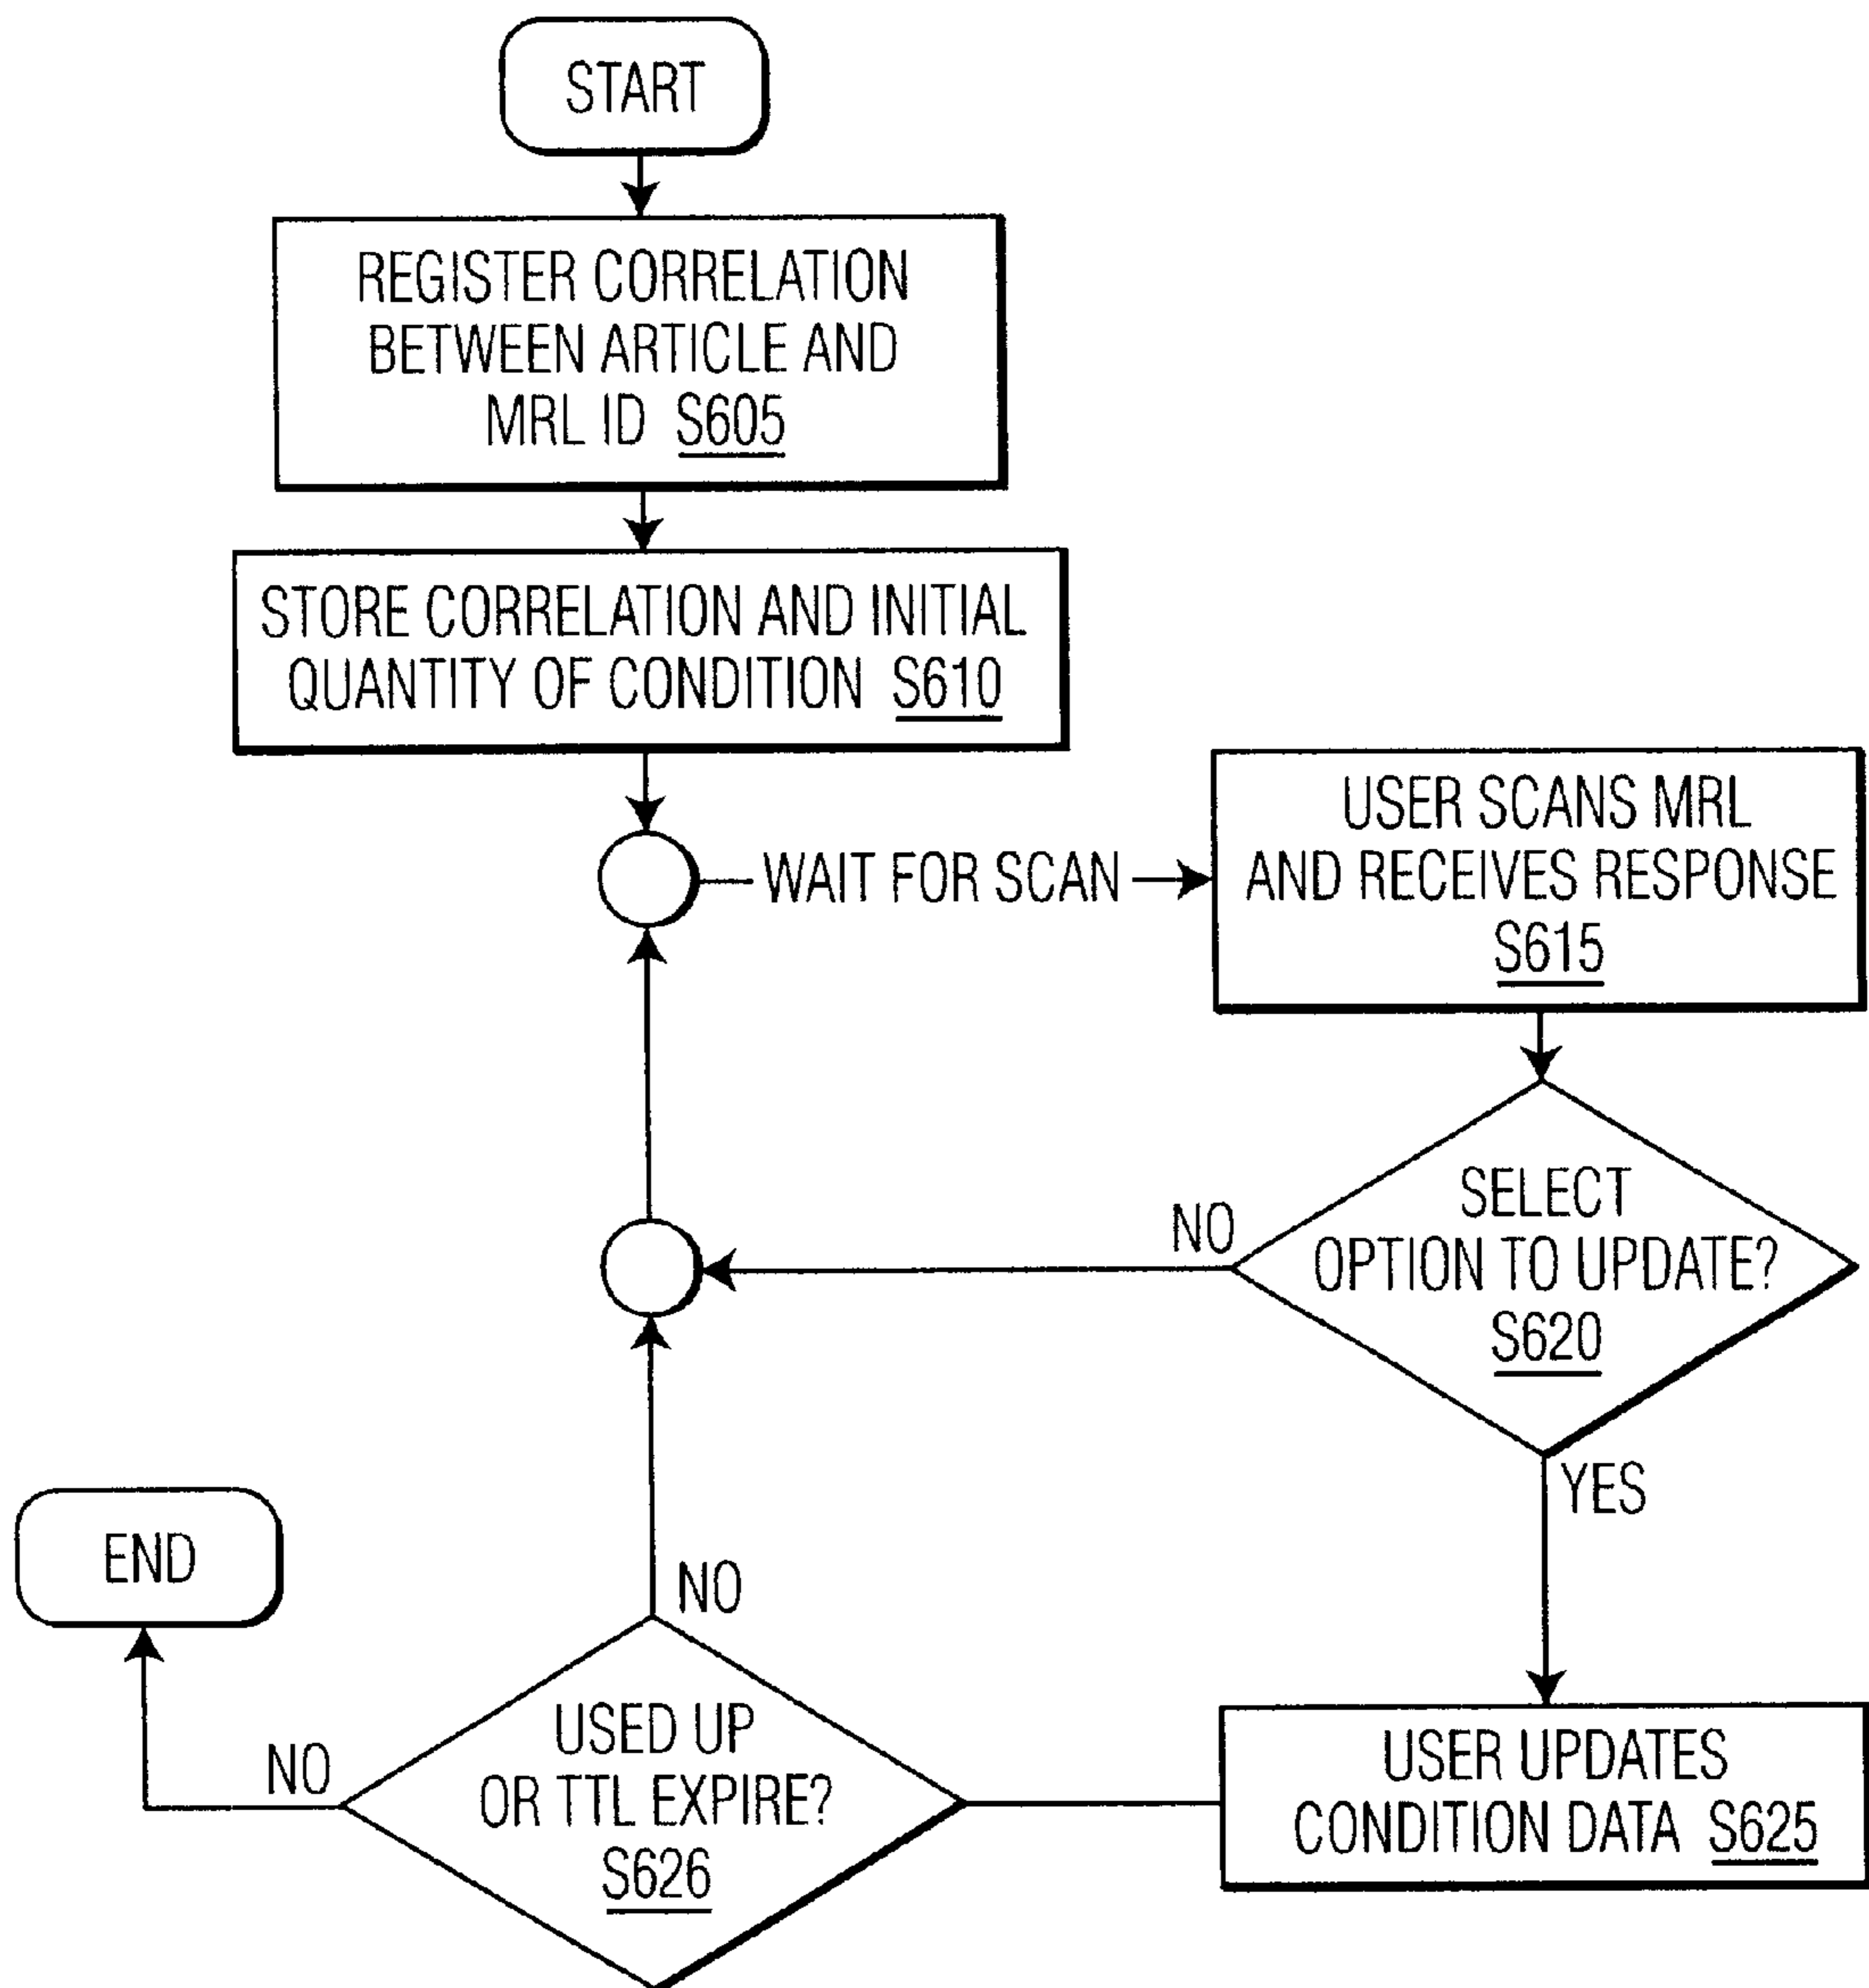 START
REGISTER CORRELATION
BETWEEN ARTICLE AND
MRL ID S605
STORE CORRELATION AND INITIAL
QUANTITY OF CONDITION S610
WAIT FOR SCAN
USER SCANS MRL
AND RECEIVES RESPONSE
S615
SELECT
OPTION TO UPDATE?
S620
NO
YES
USER UPDATES
CONDITION DATA S625
USED UP
OR TTL EXPIRE?
S626
NO
NO
END